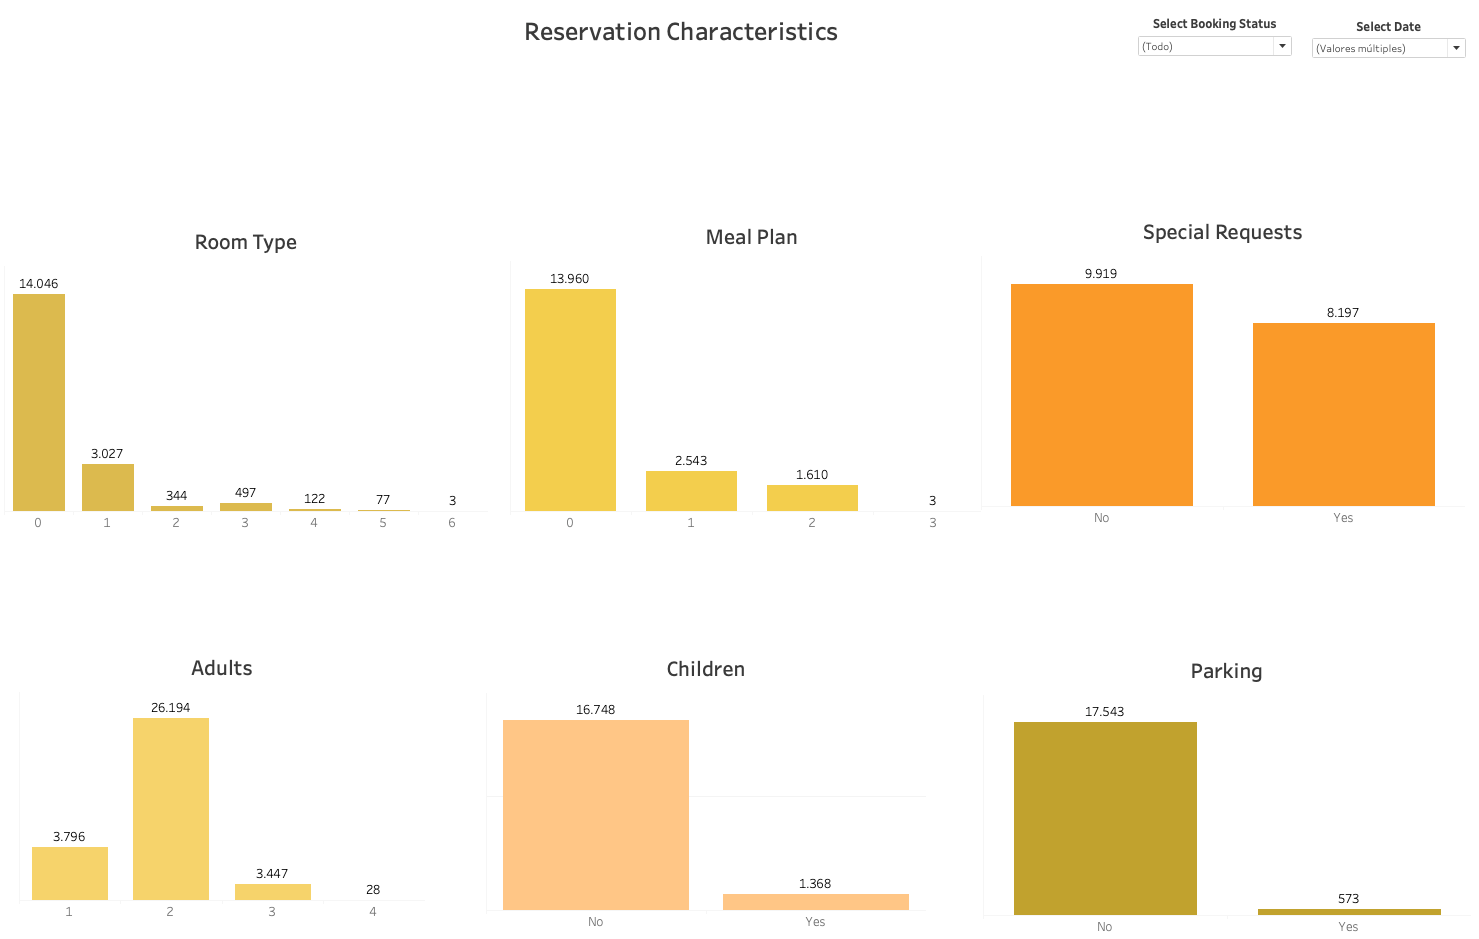 Reservation Characteristics
Select Booking Status
(Todo)
Select Date
(Valores múltiples)
Room Type
14.046
3.027
344
497
122
77
3
0 1 2 3 4 5 6
Meal Plan
13.960
2.543
1.610
3
0 1 2 3
Special Requests
9.919
8.197
No Yes
Adults
3.796
26.194
3.447
28
1 2 3 4
Children
16.748
1.368
No Yes
Parking
17.543
573
No Yes